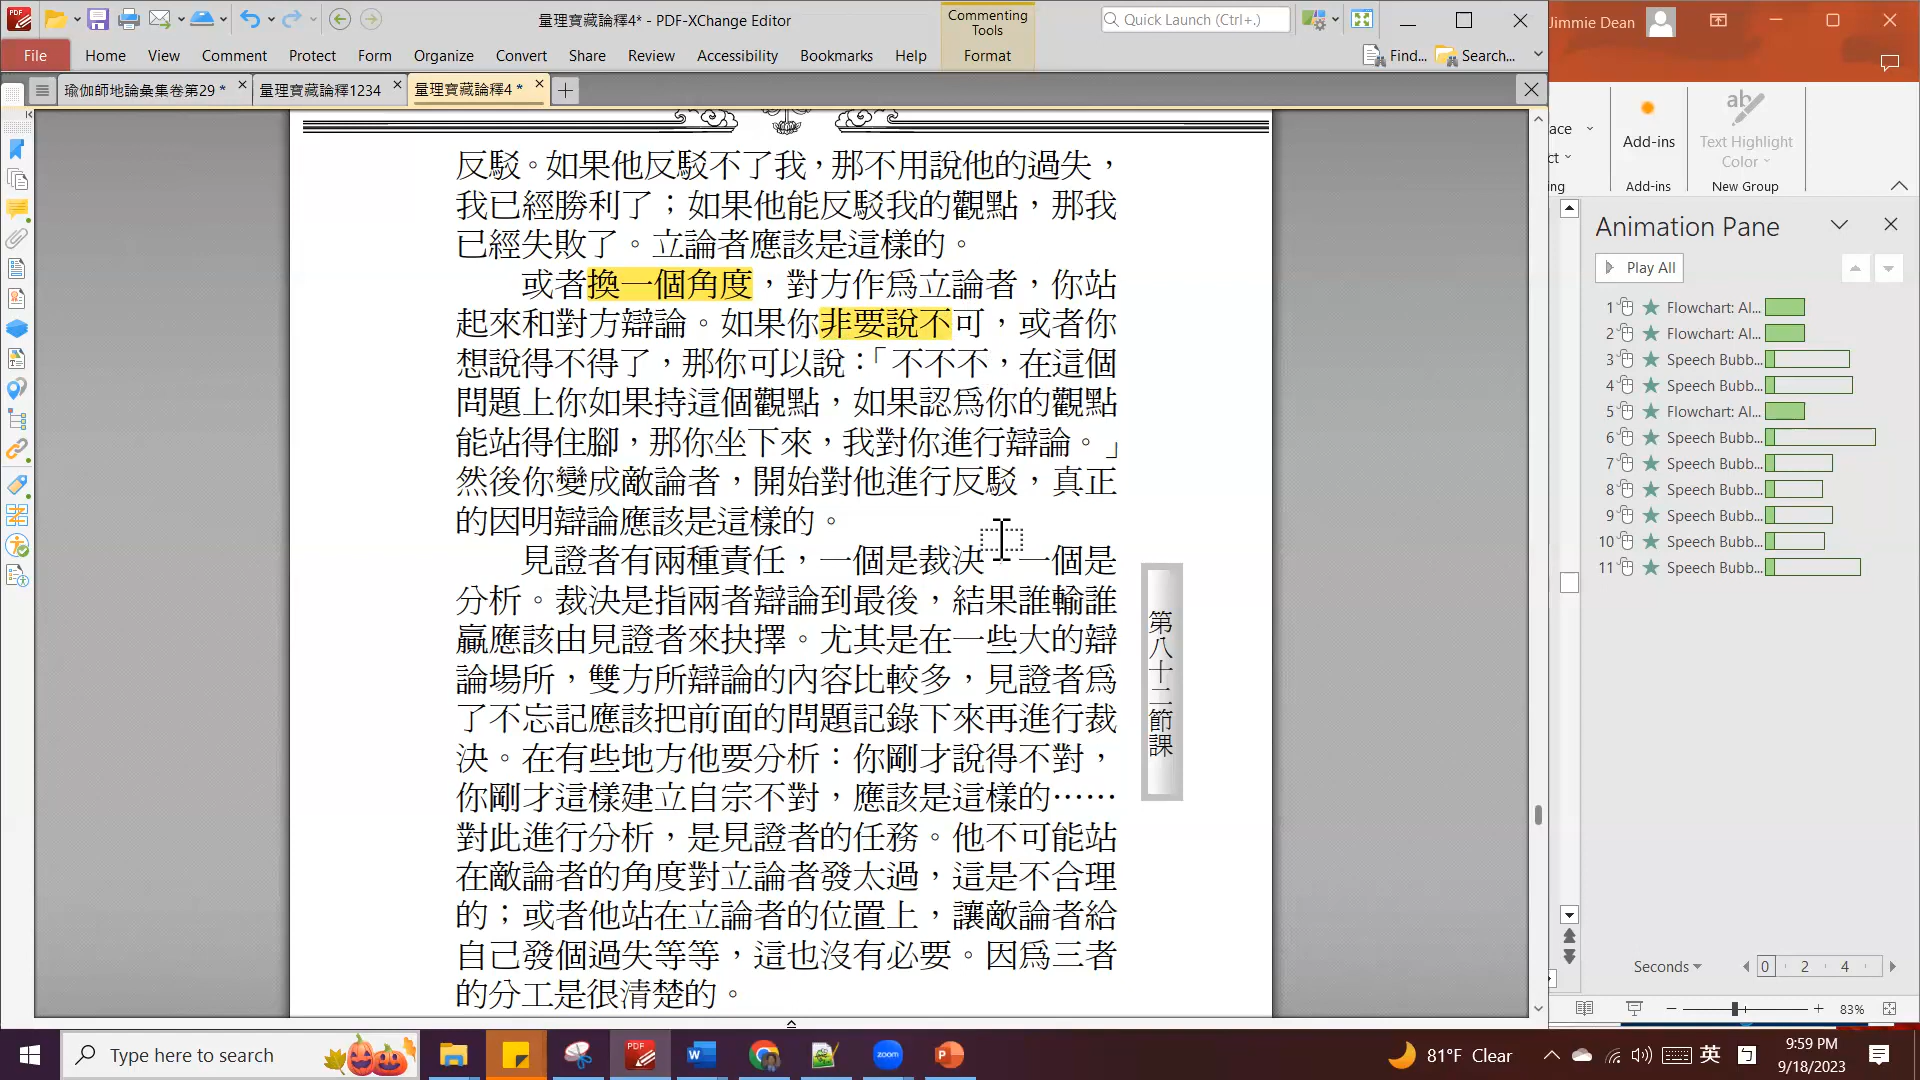 量理寶藏論釋4* - PDF-XChange Editor
Commenting Tools
Quick Launch (Ctrl+.)
Jimmie Dean
File Home View Comment Protect Form Organize Convert Share Review Accessibility Bookmarks Help Format
Find... Search...
瑜伽師地論彙集卷第29 *
量理寶藏論釋1234
量理寶藏論釋4 *
反駁。如果他反駁不了我，那不用說他的過失，
我已經勝利了；如果他能反駁我的觀點，那我
已經失敗了。立論者應該是這樣的。
或者換一個角度，對方作爲立論者，你站
起來和對方辯論。如果你非要說不可，或者你
想說得不得了，那你可以說：「不不不，在這個
問題上你如果持這個觀點，如果認爲你的觀點
能站得住腳，那你坐下來，我對你進行辯論。」
然後你變成敵論者，開始對他進行反駁，真正
的因明辯論應該是這樣的。
見證者有兩種責任，一個是裁決，一個是
分析。裁決是指兩者辯論到最後，結果誰輸誰
贏應該由見證者來抉擇。尤其是在一些大的辯
論場所，雙方所辯論的內容比較多，見證者爲
了不忘記應該把前面的問題記錄下來再進行裁
決。在有些地方他要分析：你剛才說得不對，
你剛才這樣建立自宗不對，應該是這樣的……
對此進行分析，是見證者的任務。他不可能站
在敵論者的角度對立論者發太過，這是不合理
的；或者他站在立論者的位置上，讓敵論者給
自己發個過失等等，這也沒有必要。因爲三者
的分工是很清楚的。
第八十二節課
ace
ct
ing
Add-ins
Add-ins
Text Highlight
Color
New Group
Animation Pane
Play All
1 Flowchart: Al...
2 Flowchart: Al...
3 Speech Bubb...
4 Speech Bubb...
5 Flowchart: Al...
6 Speech Bubb...
7 Speech Bubb...
8 Speech Bubb...
9 Speech Bubb...
10 Speech Bubb...
11 Speech Bubb...
Seconds 0 2 4
83%
Type here to search
81°F Clear
英
9:59 PM
9/18/2023